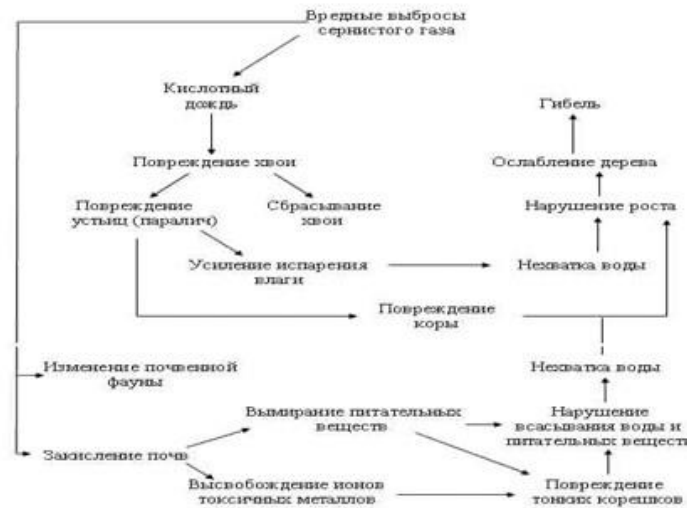 Вредные выбросы
сернистого газа
Кислотный
дождь
Гибель
Повреждение хвои
Ослабление дерева
Повреждение
устьиц (паралич)
Сбрасывание
хвои
Нарушение роста
Усиление испарения
влаги
Нехватка воды
Повреждение
коры
Изменение почвенной
фауны
Нехватка воды
Вымирание питательных
веществ
Нарушение
всасывания воды и
питательных веществ
Закисление почв
Высвобождение ионов
токсичных металлов
Повреждение
тонких корешков